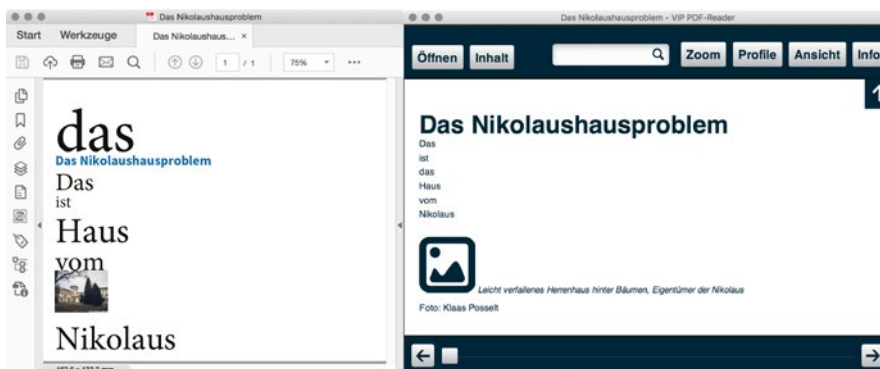 Das Nikolaushausproblem
Start Werkzeuge Das Nikolaushaus... ×
1 / 1 75%
das
Das Nikolaushausproblem
Das
ist
Haus
vom
Nikolaus
Das Nikolaushausproblem - VIP PDF-Reader
Öffnen Inhalt Zoom Profile Ansicht Info
Das Nikolaushausproblem
Das
ist
das
Haus
vom
Nikolaus
Leicht verfallenes Herrenhaus hinter Bäumen, Eigentümer der Nikolaus
Foto: Klaas Posselt